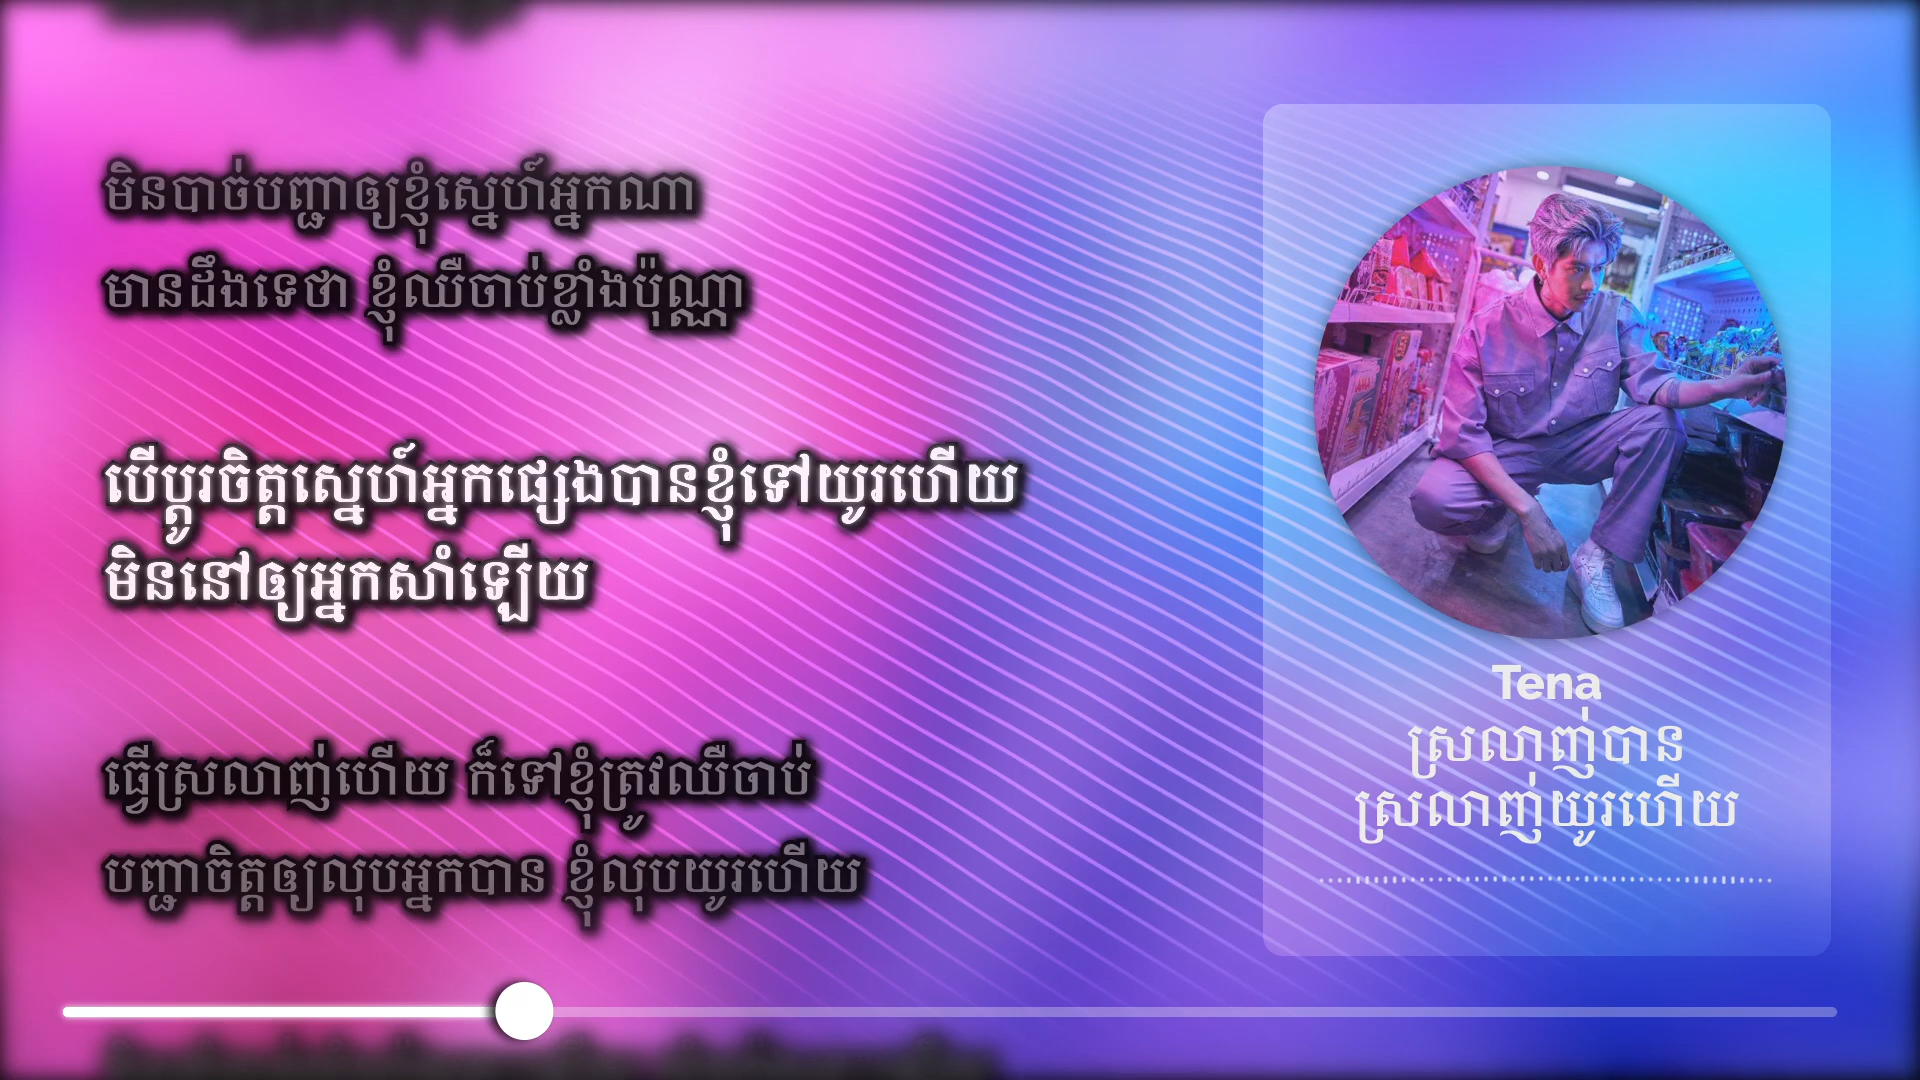 មិនបាច់បញ្ជាឲ្យខ្ញុំស្នេហ៍អ្នកណា
មានដឹងទេថា ខ្ញុំឈឺចាប់ខ្លាំងប៉ុណ្ណា
បើប្ដូរចិត្តស្នេហ៍អ្នកផ្សេងបានខ្ញុំទៅយូរហើយ
មិននៅឲ្យអ្នកសាំឡើយ
ធ្វើស្រលាញ់ហើយ ក៏ទៅខ្ញុំត្រូវឈឺចាប់
បញ្ជាចិត្តឲ្យលុបអ្នកបាន ខ្ញុំលុបយូរហើយ
Tena
ស្រលាញ់បាន
ស្រលាញ់យូរហើយ